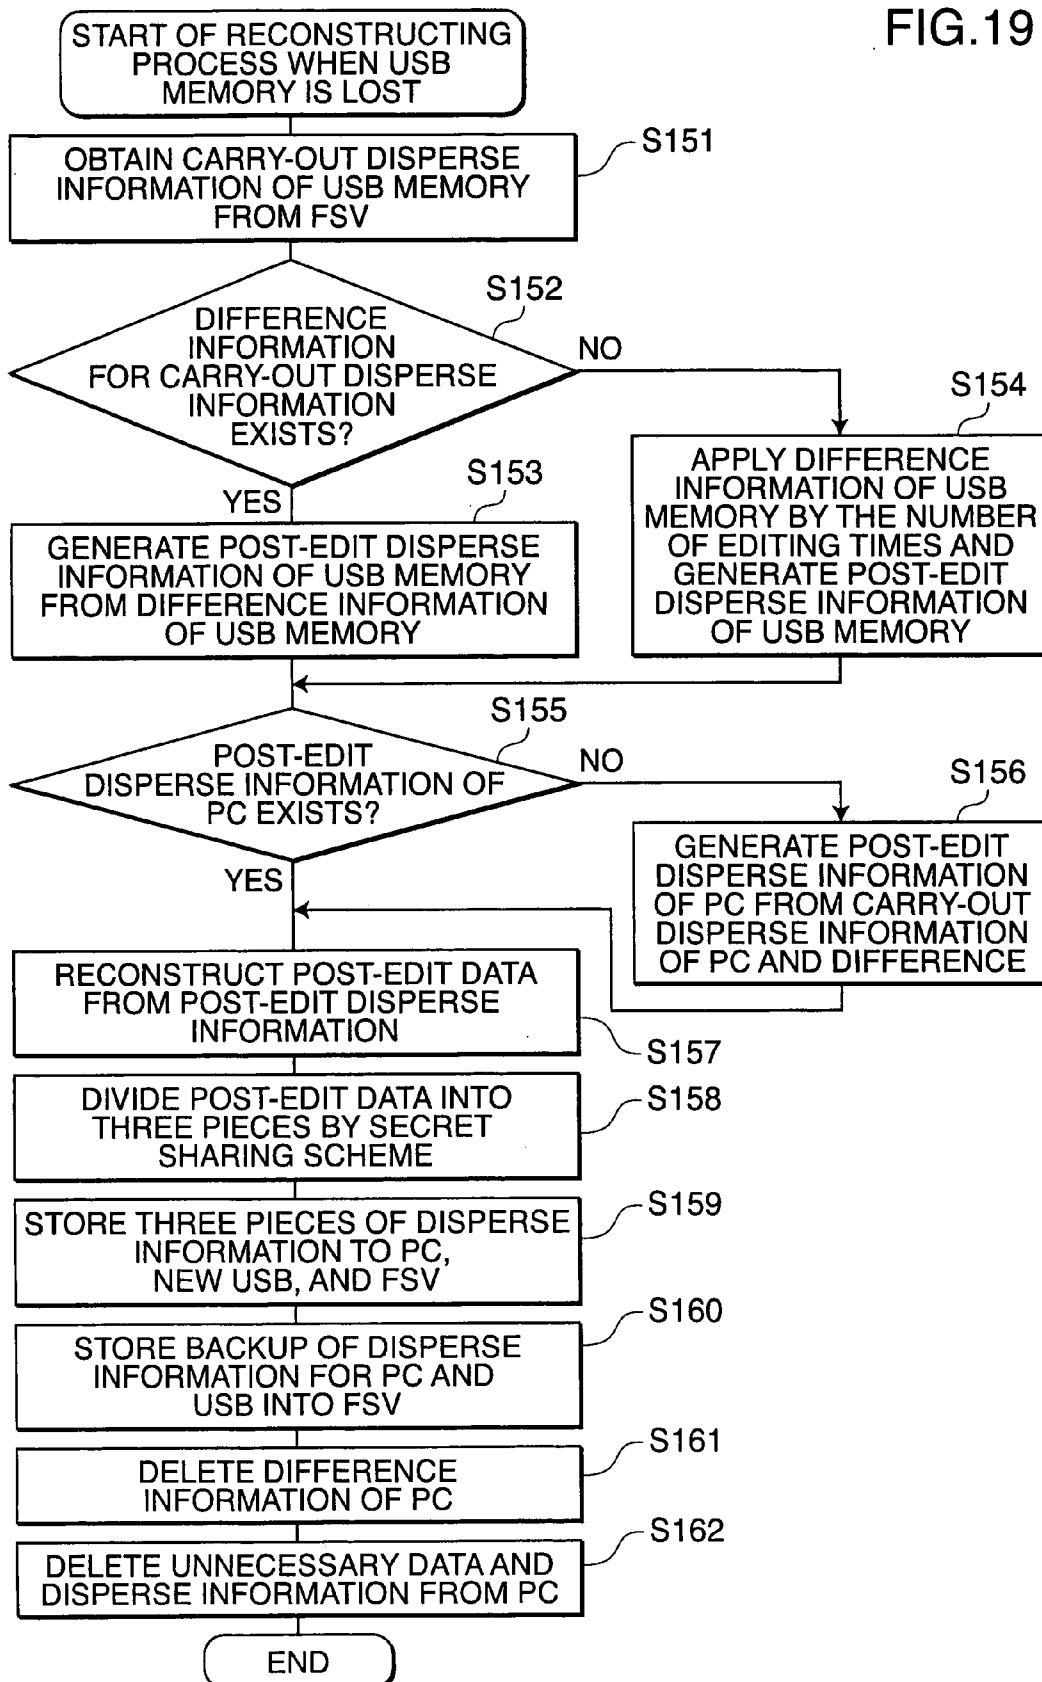 FIG.19
START OF RECONSTRUCTING
PROCESS WHEN USB
MEMORY IS LOST
S151
OBTAIN CARRY-OUT DISPERSE
INFORMATION OF USB MEMORY
FROM FSV
S152
DIFFERENCE
INFORMATION
FOR CARRY-OUT DISPERSE
INFORMATION
EXISTS?
NO
YES
S153
GENERATE POST-EDIT DISPERSE
INFORMATION OF USB MEMORY
FROM DIFFERENCE INFORMATION
OF USB MEMORY
S154
APPLY DIFFERENCE
INFORMATION OF USB
MEMORY BY THE NUMBER
OF EDITING TIMES AND
GENERATE POST-EDIT
DISPERSE INFORMATION
OF USB MEMORY
S155
POST-EDIT
DISPERSE INFORMATION OF
PC EXISTS?
NO
YES
S156
GENERATE POST-EDIT
DISPERSE INFORMATION
OF PC FROM CARRY-OUT
DISPERSE INFORMATION
OF PC AND DIFFERENCE
RECONSTRUCT POST-EDIT DATA
FROM POST-EDIT DISPERSE
INFORMATION
S157
DIVIDE POST-EDIT DATA INTO
THREE PIECES BY SECRET
SHARING SCHEME
S158
STORE THREE PIECES OF DISPERSE
INFORMATION TO PC,
NEW USB, AND FSV
S159
STORE BACKUP OF DISPERSE
INFORMATION FOR PC AND
USB INTO FSV
S160
DELETE DIFFERENCE
INFORMATION OF PC
S161
DELETE UNNECESSARY DATA AND
DISPERSE INFORMATION FROM PC
S162
END